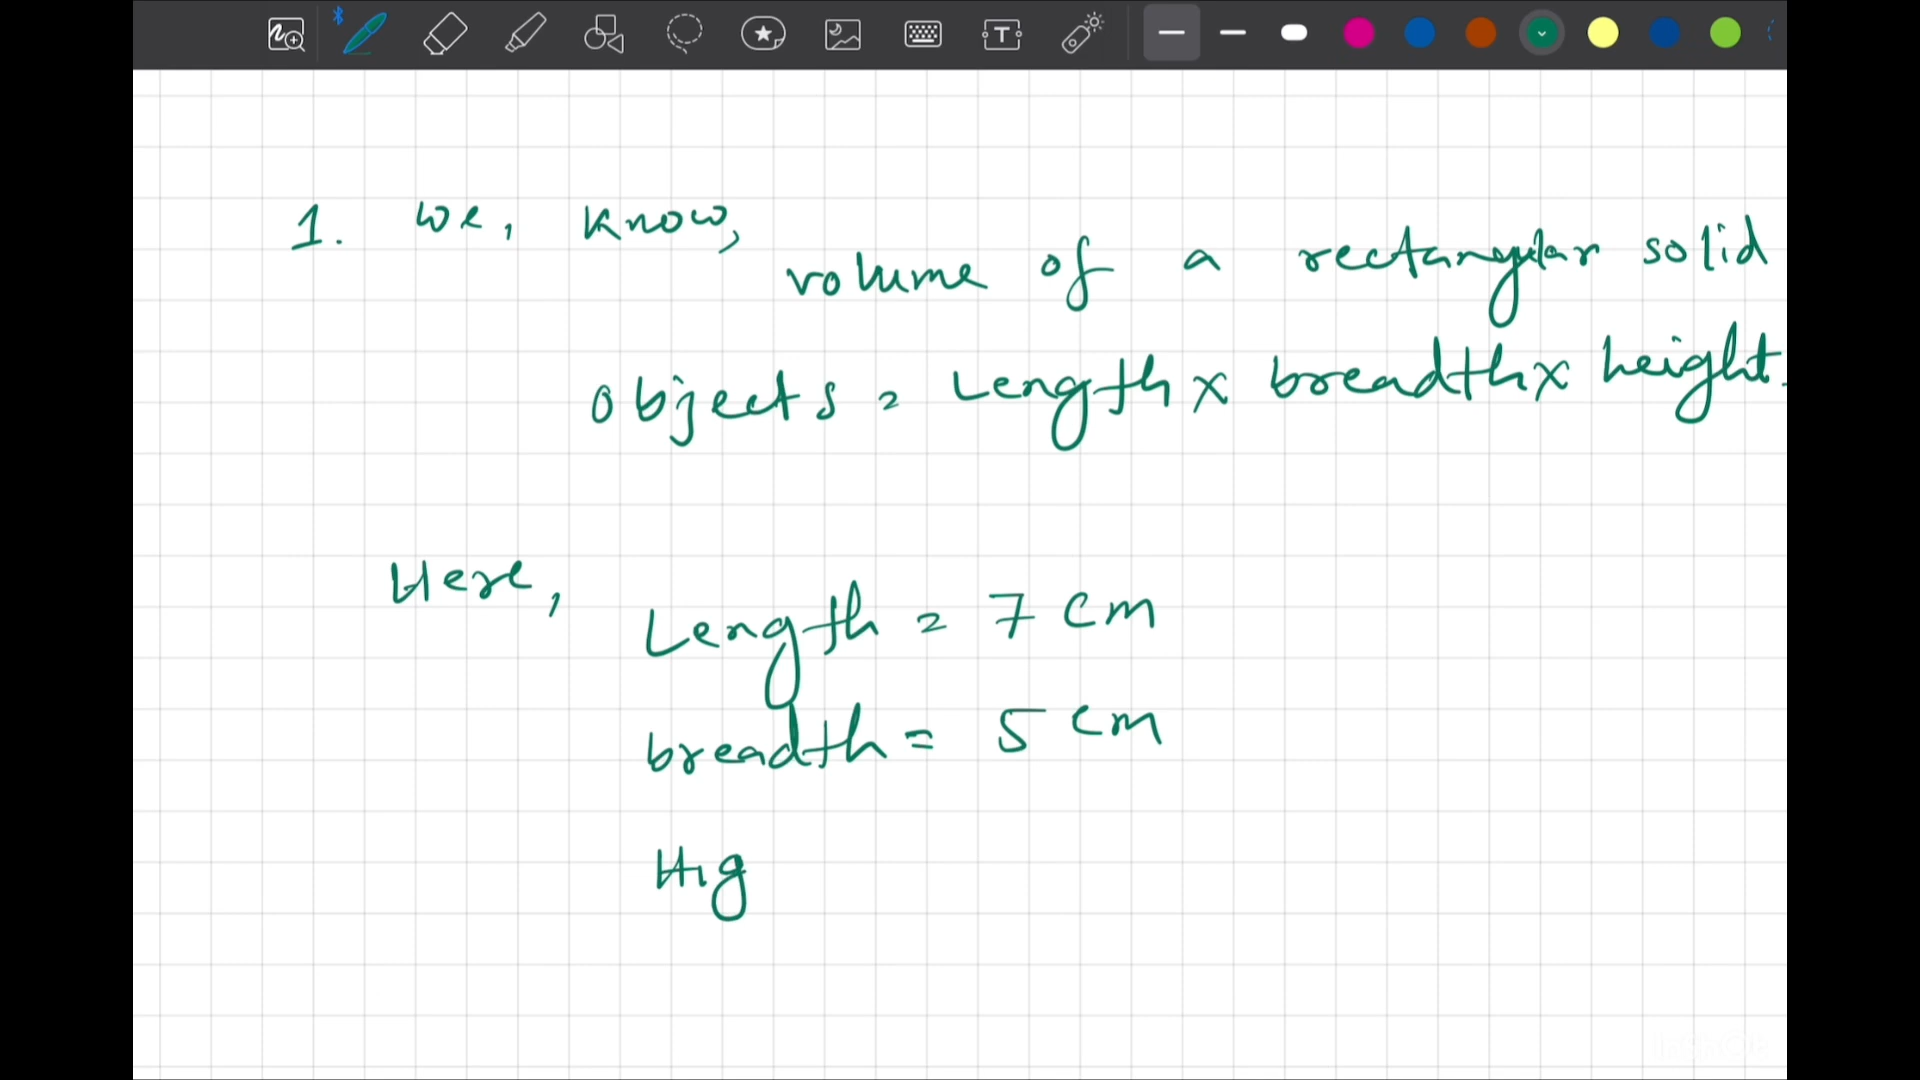 1. We, Know,
volume of a rectangular solid
objects = Length x breadth x height.
Here,
Length = 7 cm
breadth = 5 cm
Hig